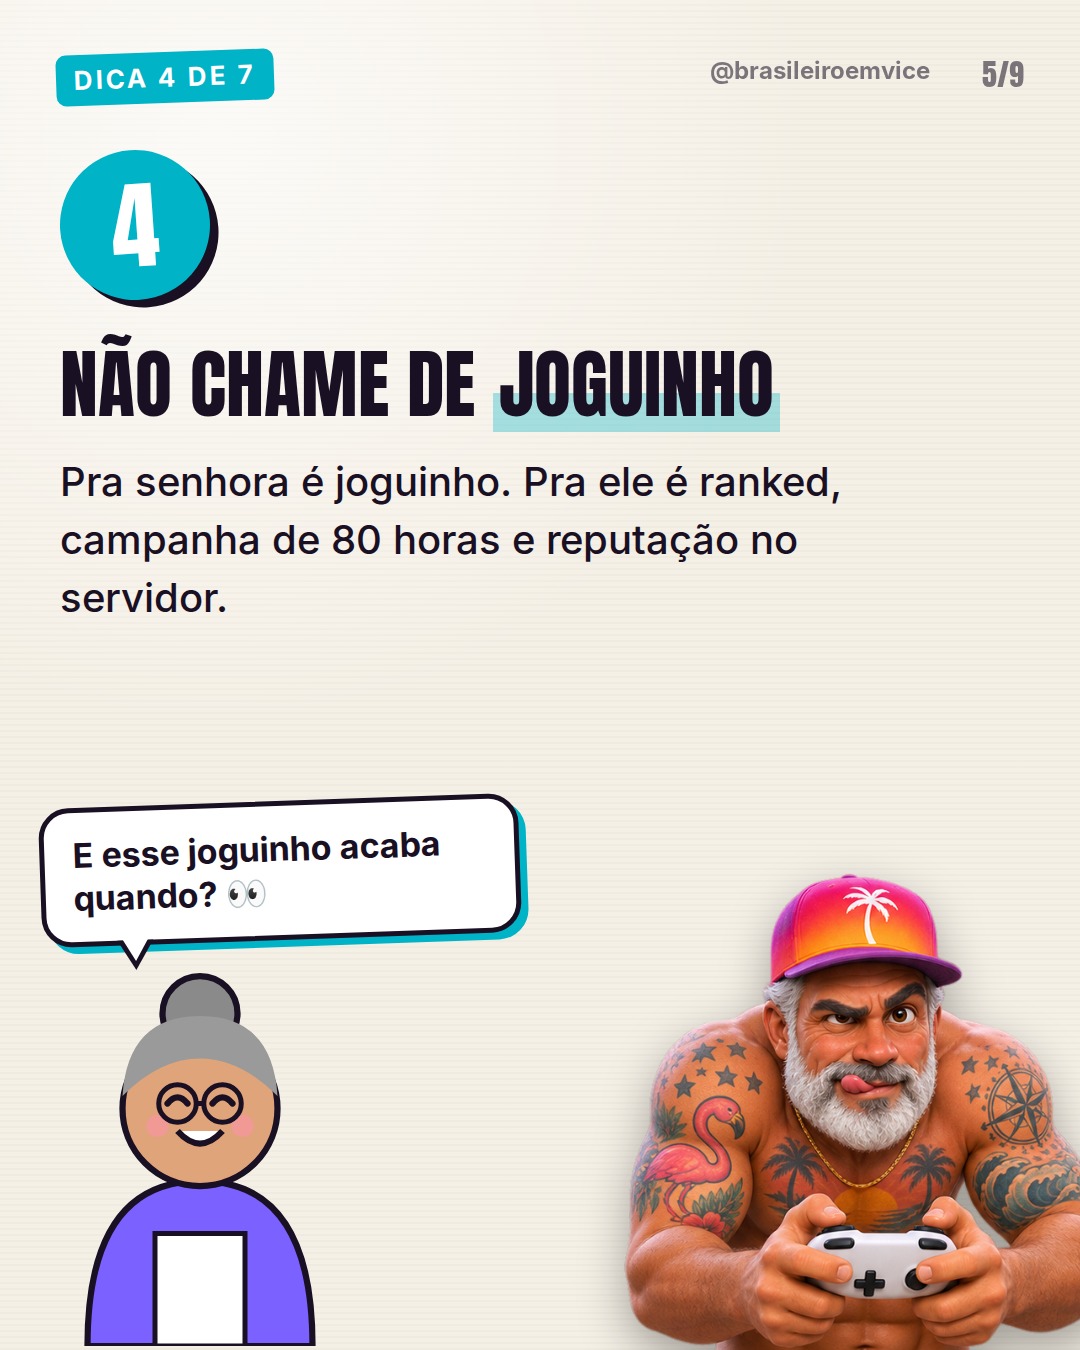 DICA 4 DE 7
@brasileiroemvice
5/9
4
NÃO CHAME DE JOGUINHO
Pra senhora é joguinho. Pra ele é ranked,
campanha de 80 horas e reputação no
servidor.
E esse joguinho acaba
quando? 👀